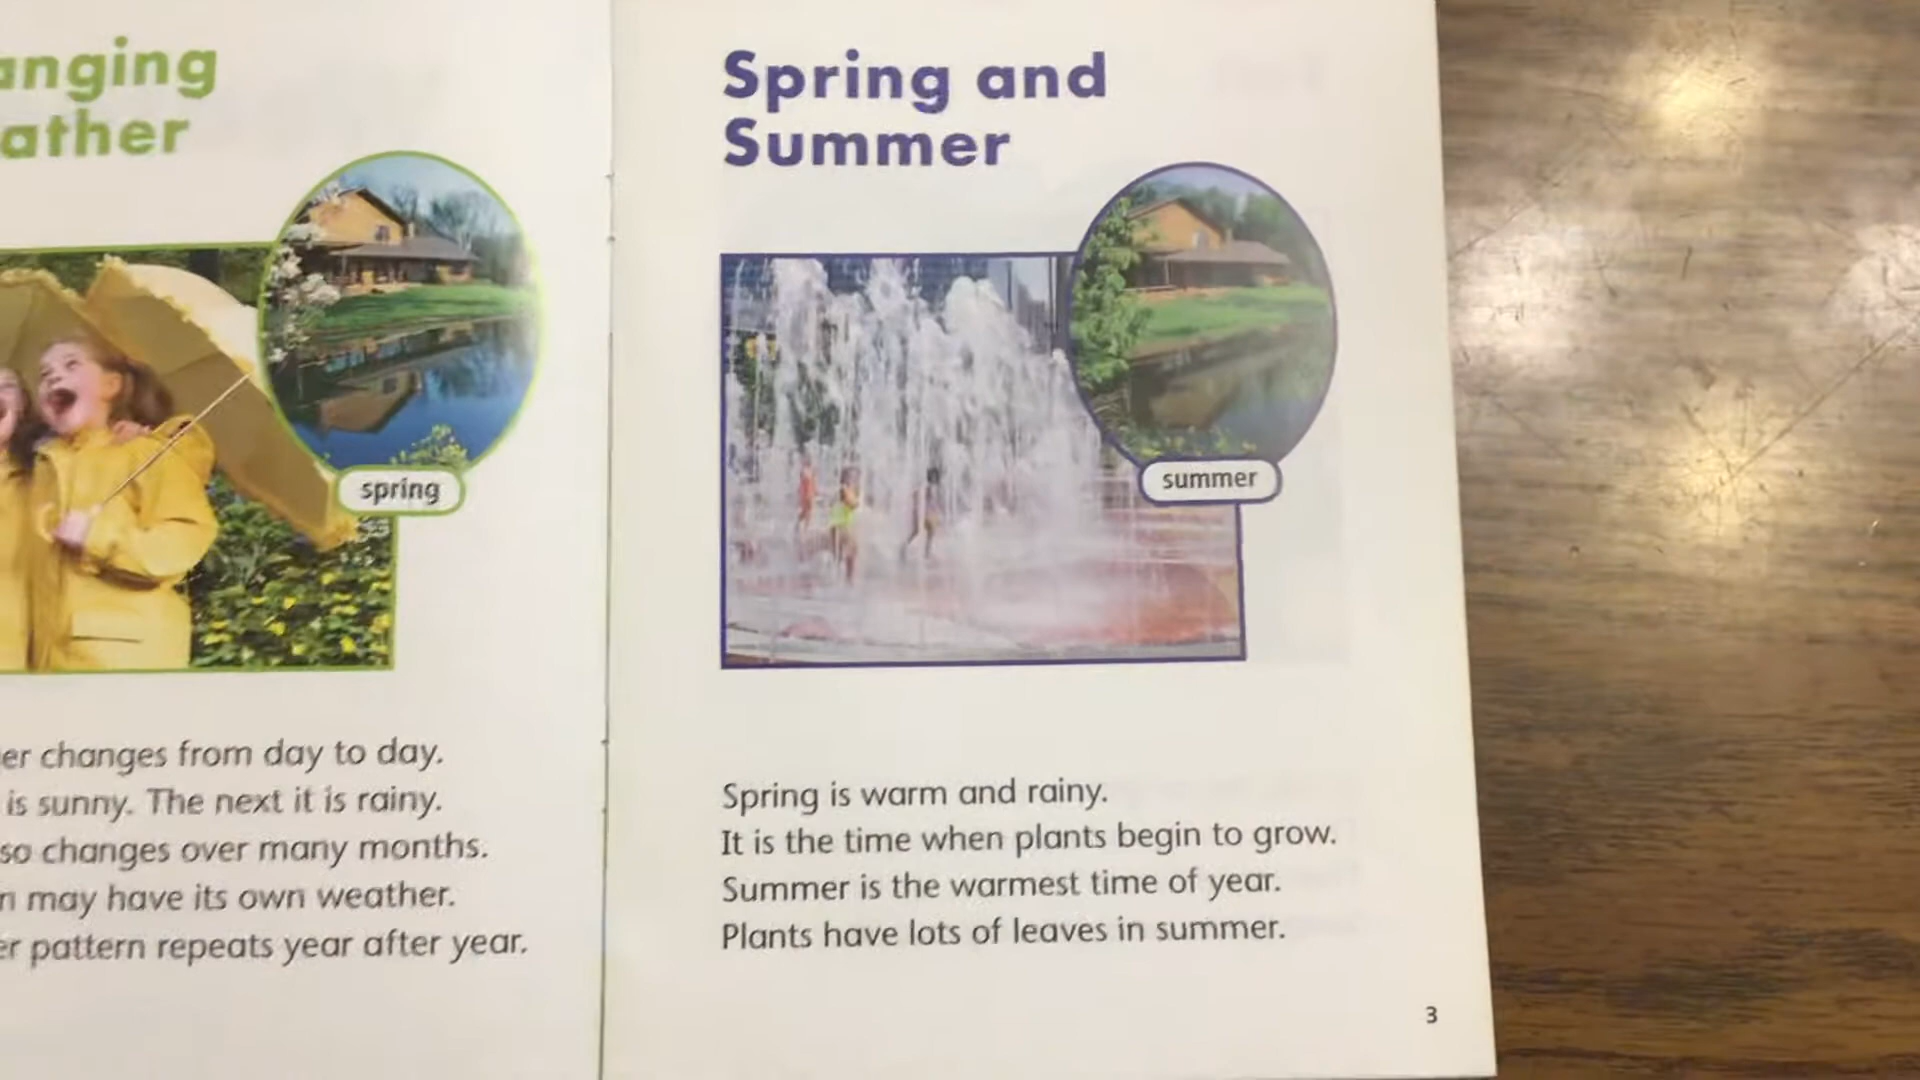 anging
ather
spring
er changes from day to day.
is sunny. The next it is rainy.
so changes over many months.
n may have its own weather.
er pattern repeats year after year.
Spring and
Summer
summer
Spring is warm and rainy.
It is the time when plants begin to grow.
Summer is the warmest time of year.
Plants have lots of leaves in summer.
3